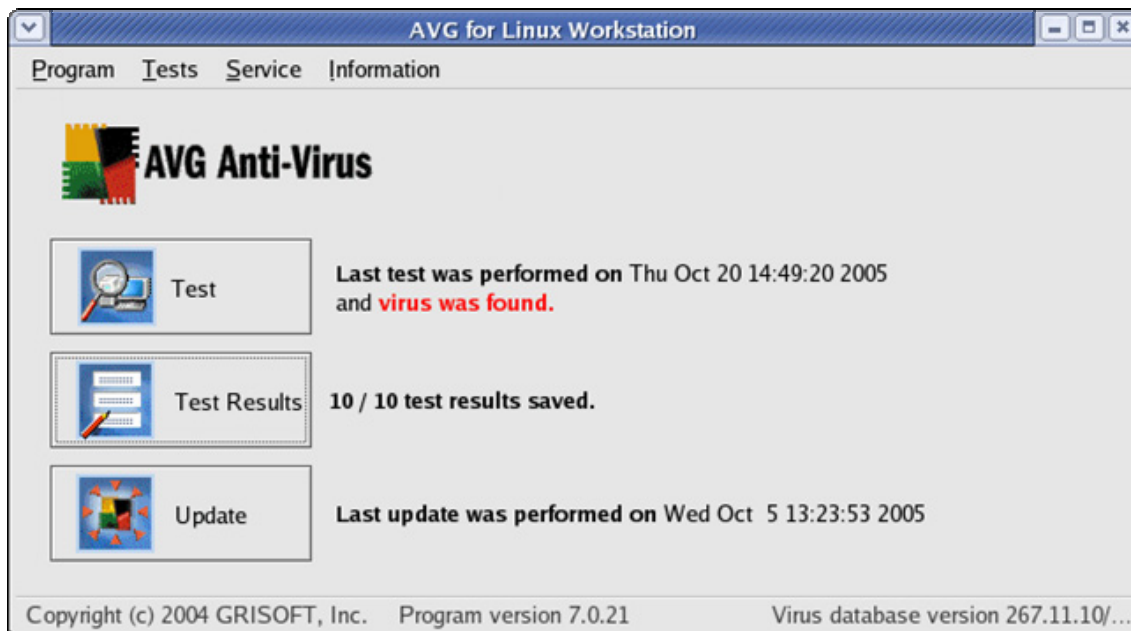 AVG for Linux Workstation
Program Tests Service Information
AVG Anti-Virus
Test
Last test was performed on Thu Oct 20 14:49:20 2005
and virus was found.
Test Results
10 / 10 test results saved.
Update
Last update was performed on Wed Oct  5 13:23:53 2005
Copyright (c) 2004 GRISOFT, Inc. Program version 7.0.21 Virus database version 267.11.10/...